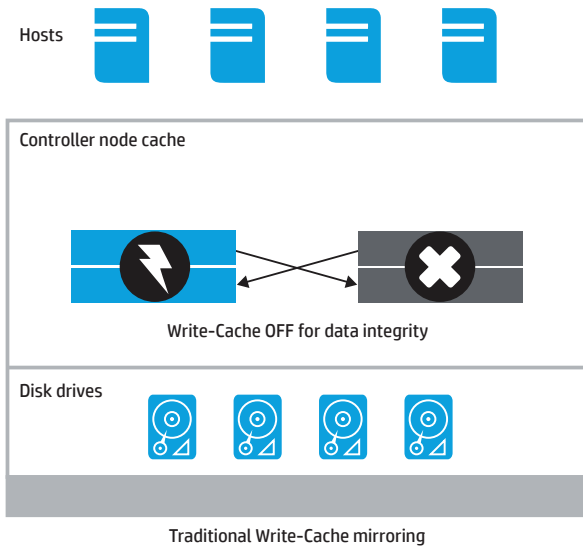 Hosts
Controller node cache
Write-Cache OFF for data integrity
Disk drives
Traditional Write-Cache mirroring